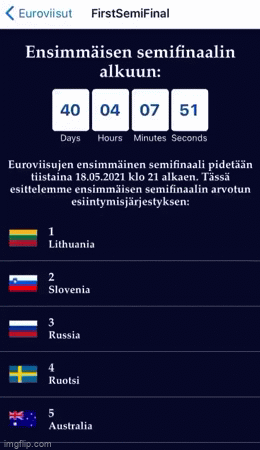 Euroviisut
FirstSemiFinal
Ensimmäisen semifinaalin
alkuun:
40 04 07 51
Days Hours Minutes Seconds
Euroviisujen ensimmäinen semifinaali pidetään
tiistaina 18.05.2021 klo 21 alkaen. Tässä
esittelemme ensimmäisen semifinaalin arvotun
esiintymisjärjestyksen:
1
Lithuania
2
Slovenia
3
Russia
4
Ruotsi
5
Australia
imgflip.com